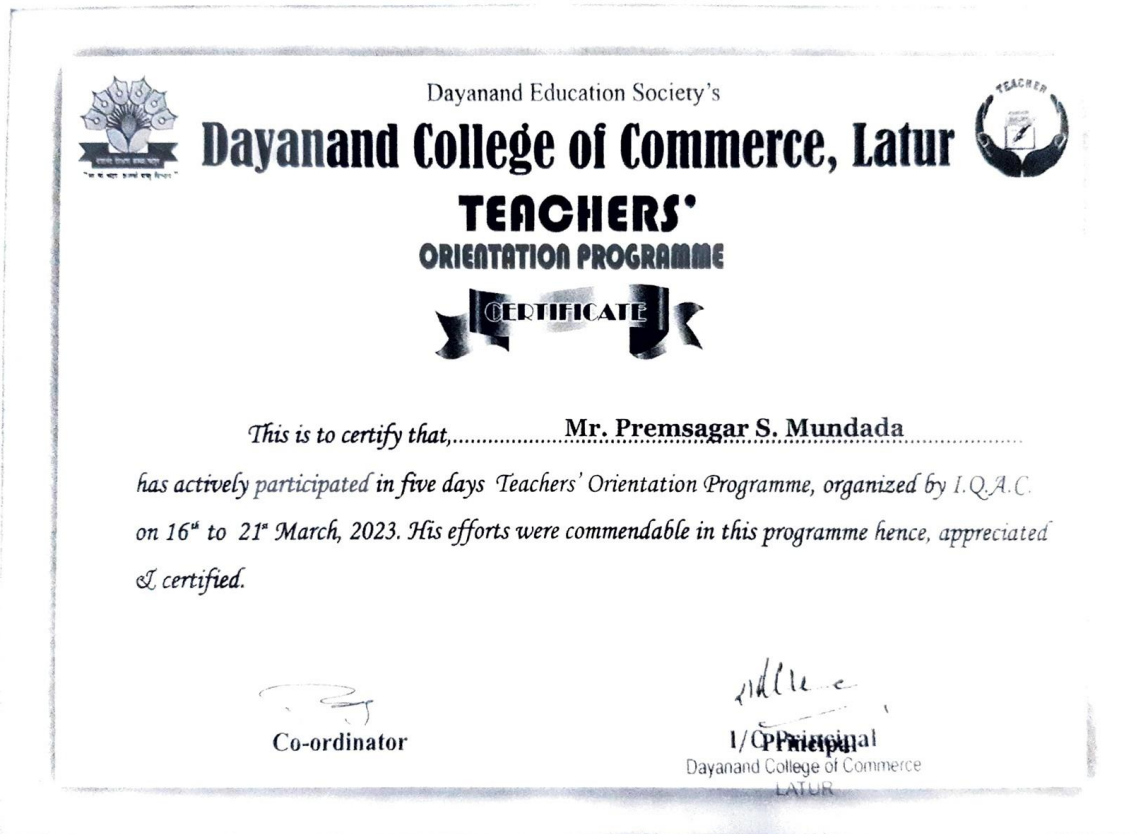 Dayanand Education Society's
Dayanand College of Commerce, Latur
TEACHER
TEACHERS'
ORIENTATION PROGRAMME
CERTIFICATE
This is to certify that,..................Mr. Premsagar S. Mundada......................
has actively participated in five days Teachers' Orientation Programme, organized by I.Q.A.C.
on 16th to 21st March, 2023. His efforts were commendable in this programme hence, appreciated
& certified.
Co-ordinator
Principal
I/C Principal
Dayanand College of Commerce
LATUR